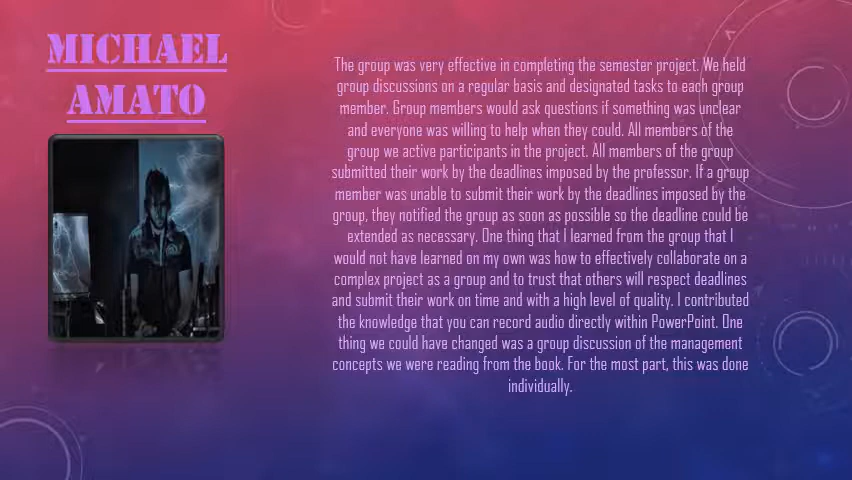 MICHAEL
AMATO
The group was very effective in completing the semester project. We held
group discussions on a regular basis and designated tasks to each group
member. Group members would ask questions if something was unclear
and everyone was willing to help when they could. All members of the
group we active participants in the project. All members of the group
submitted their work by the deadlines imposed by the professor. If a group
member was unable to submit their work by the deadlines imposed by the
group, they notified the group as soon as possible so the deadline could be
extended as necessary. One thing that I learned from the group that I
would not have learned on my own was how to effectively collaborate on a
complex project as a group and to trust that others will respect deadlines
and submit their work on time and with a high level of quality. I contributed
the knowledge that you can record audio directly within PowerPoint. One
thing we could have changed was a group discussion of the management
concepts we were reading from the book. For the most part, this was done
individually.